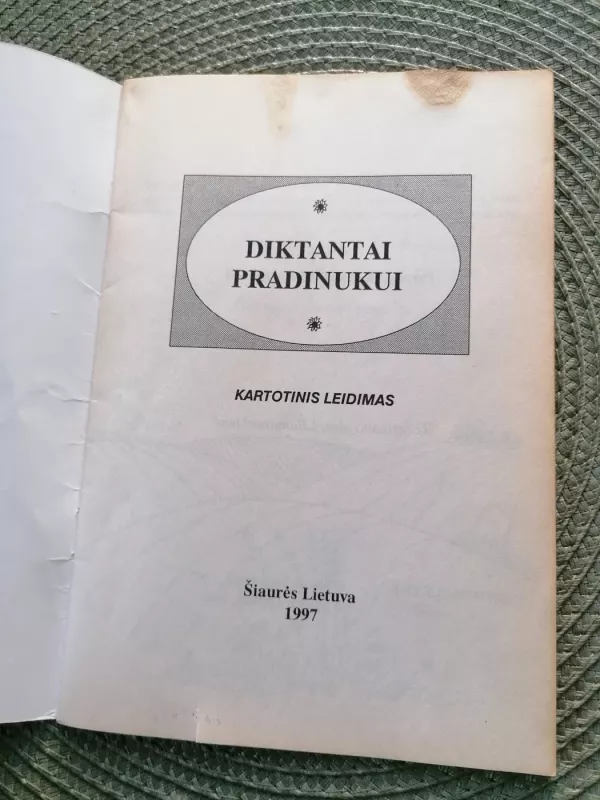 DIKTANTAI
PRADINUKUI
KARTOTINIS LEIDIMAS
Šiaurės Lietuva
1997